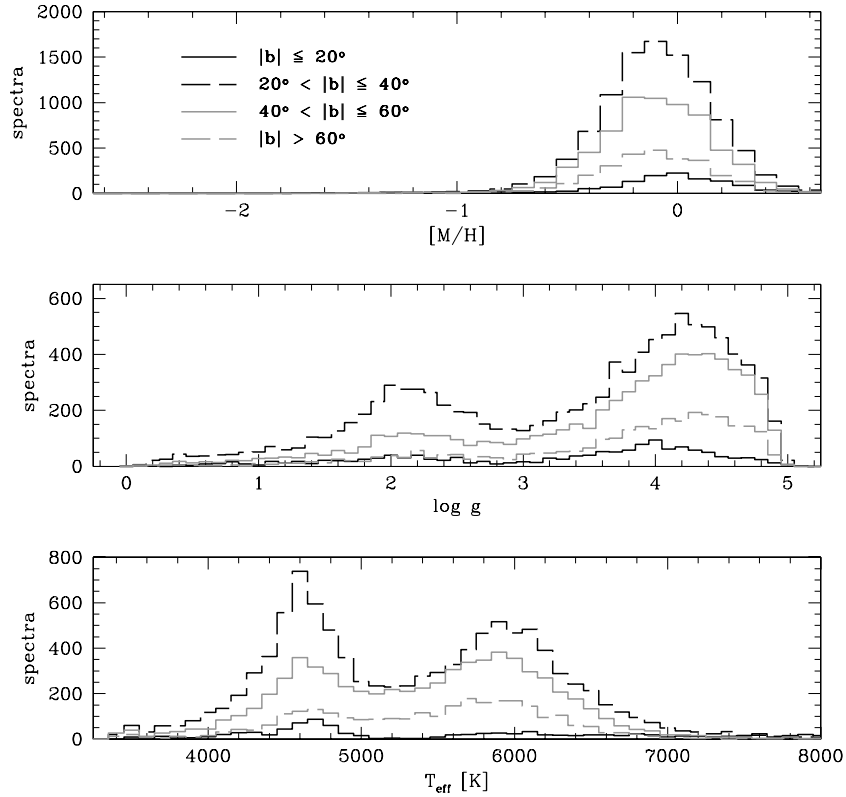 2000
1500
1000
500
0
spectra
|b| ≦ 20°
20° < |b| ≦ 40°
40° < |b| ≦ 60°
|b| > 60°
−2 −1 0
[M/H]
600
400
200
0
spectra
0 1 2 3 4 5
log g
800
600
400
200
0
spectra
4000 5000 6000 7000 8000
Teff [K]